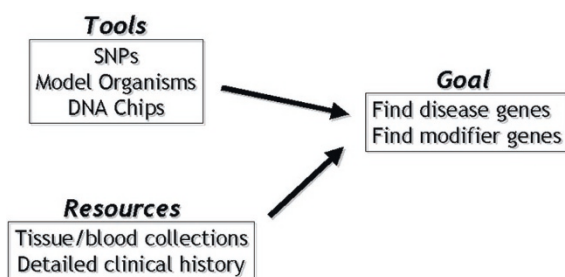 Tools
SNPs
Model Organisms
DNA Chips
Goal
Find disease genes
Find modifier genes
Resources
Tissue/blood collections
Detailed clinical history